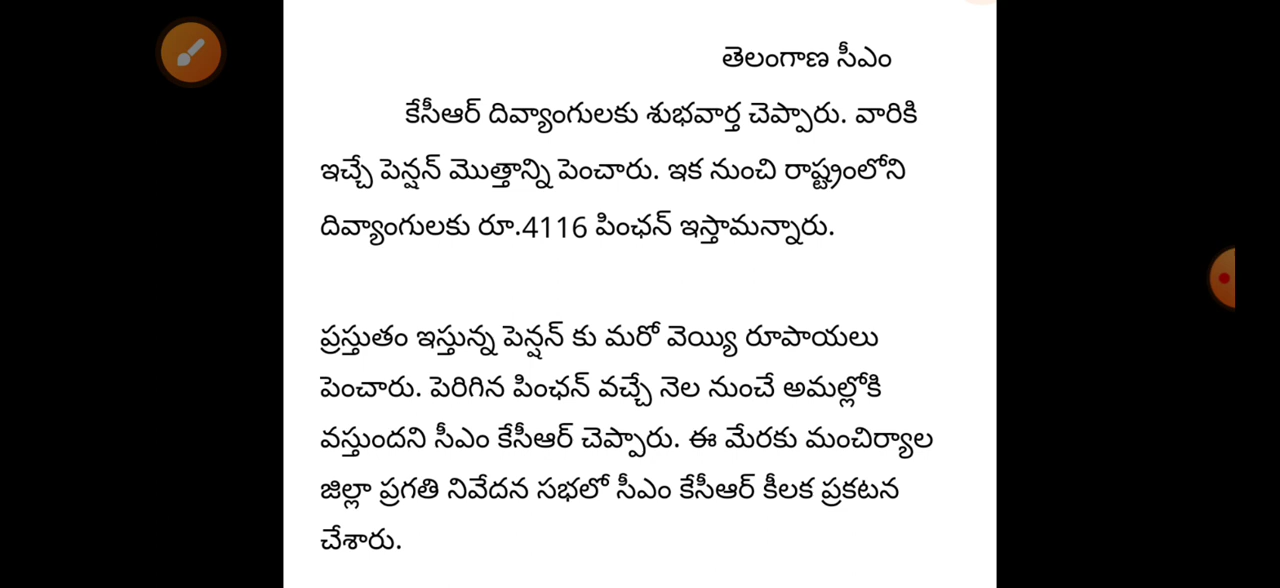 తెలంగాణ సీఎం
కేసీఆర్ దివ్యాంగులకు శుభవార్త చెప్పారు. వారికి
ఇచ్చే పెన్షన్ మొత్తాన్ని పెంచారు. ఇక నుంచి రాష్ట్రంలోని
దివ్యాంగులకు రూ.4116 పింఛన్ ఇస్తామన్నారు.
ప్రస్తుతం ఇస్తున్న పెన్షన్ కు మరో వెయ్యి రూపాయలు
పెంచారు. పెరిగిన పింఛన్ వచ్చే నెల నుంచే అమల్లోకి
వస్తుందని సీఎం కేసీఆర్ చెప్పారు. ఈ మేరకు మంచిర్యాల
జిల్లా ప్రగతి నివేదన సభలో సీఎం కేసీఆర్ కీలక ప్రకటన
చేశారు.